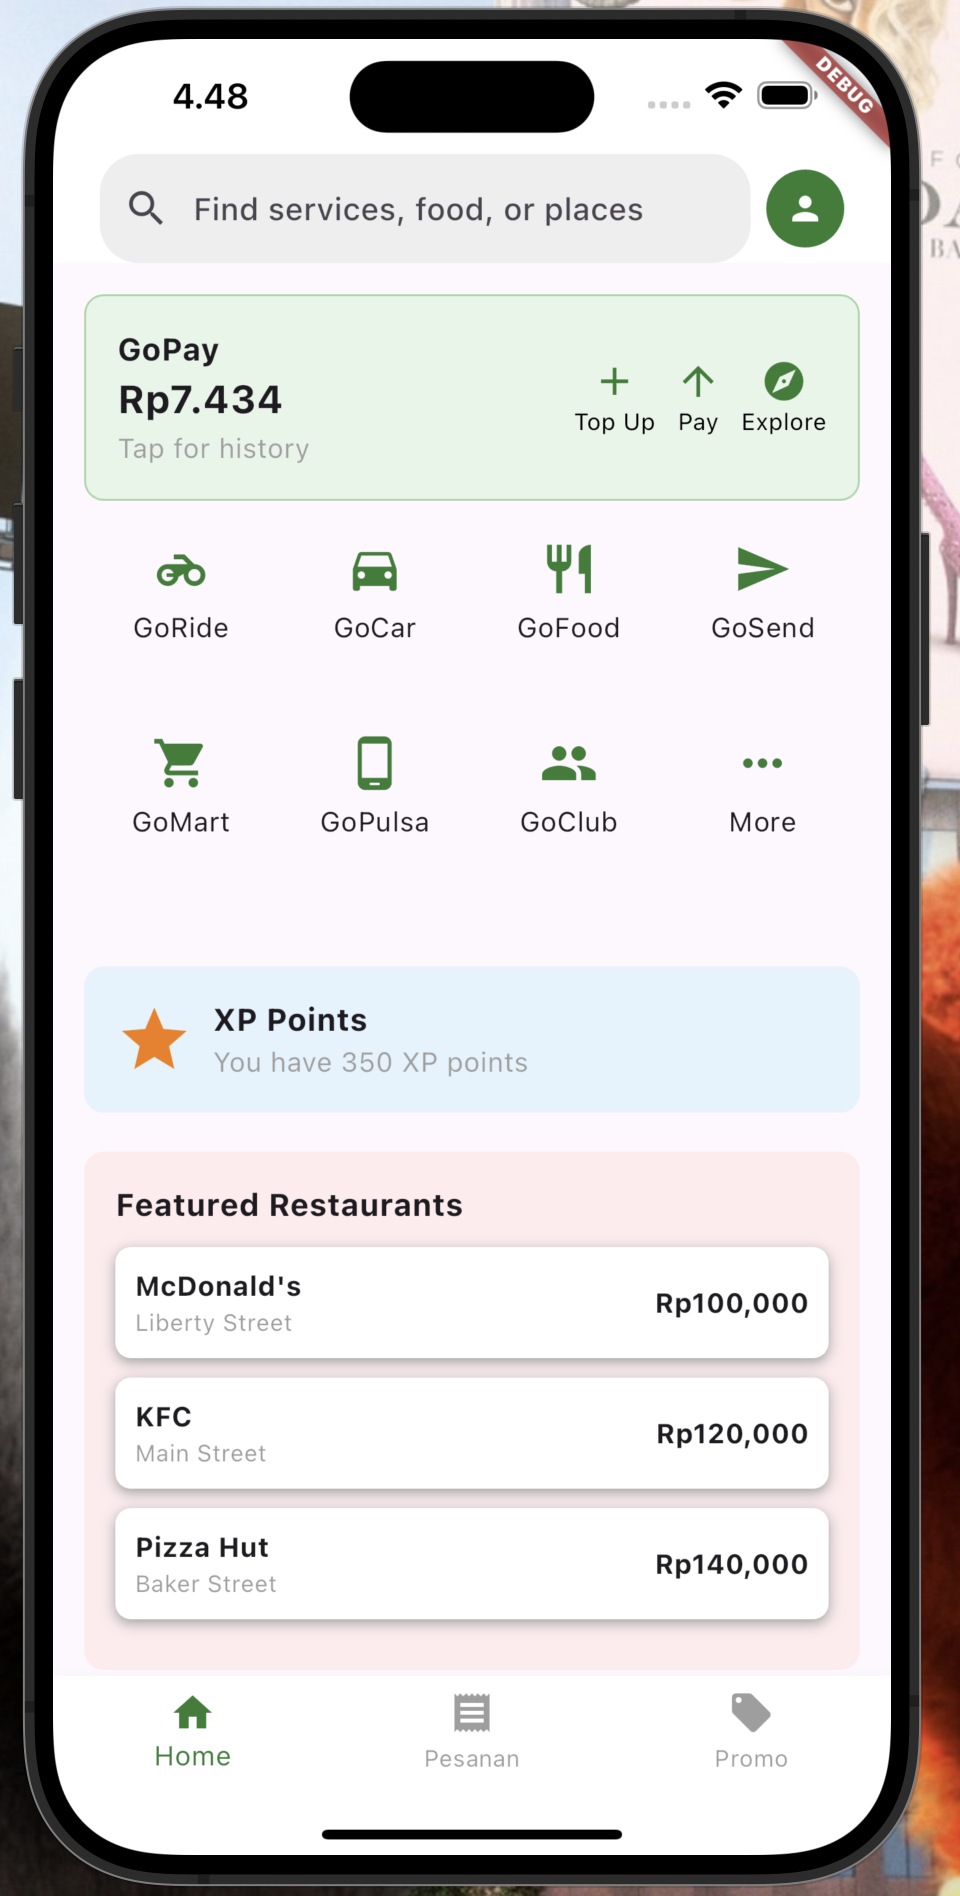 4.48
DEBUG
Find services, food, or places
GoPay
Rp7.434
Tap for history
Top Up Pay Explore
GoRide GoCar GoFood GoSend
GoMart GoPulsa GoClub More
XP Points
You have 350 XP points
Featured Restaurants
McDonald's
Liberty Street
Rp100,000
KFC
Main Street
Rp120,000
Pizza Hut
Baker Street
Rp140,000
Home Pesanan Promo